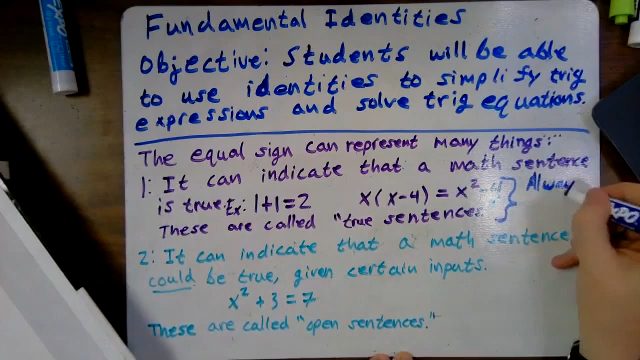 Fundamental Identities
Objective: Students will be able
to use identities to simplify trig
expressions and solve trig equations.
The equal sign can represent many things:
1: It can indicate that a math sentence
is true. Ex: 1+1=2 x(x-4) = x²-4
These are called "true sentences." } Alway
2: It can indicate that a math sentence
could be true, given certain inputs.
x² + 3 = 7
These are called "open sentences."
EXPO